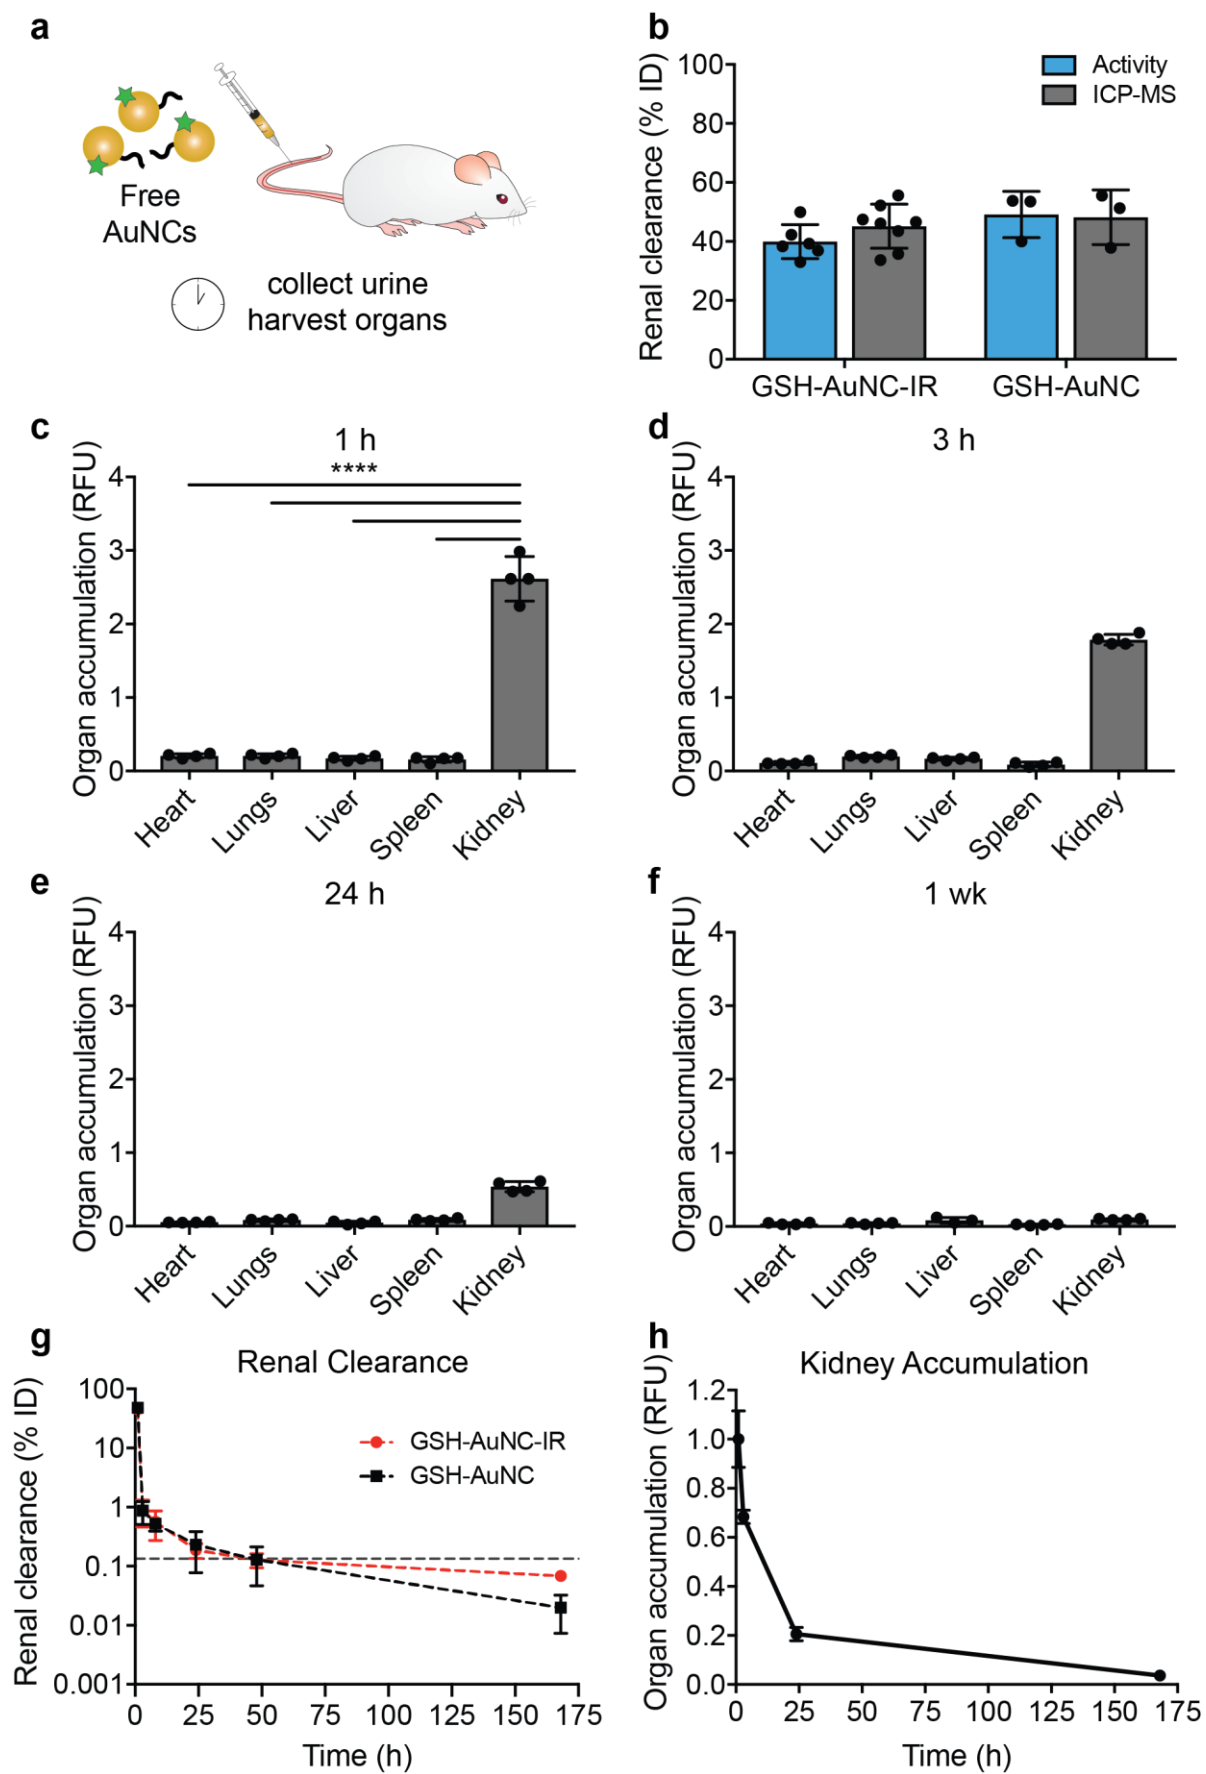 a
Free
AuNCs
collect urine
harvest organs
b
Renal clearance (% ID)
100
80
60
40
20
0
Activity
ICP-MS
GSH-AuNC-IR
GSH-AuNC
c
1 h
****
Organ accumulation (RFU)
4
3
2
1
0
Heart
Lungs
Liver
Spleen
Kidney
d
3 h
Organ accumulation (RFU)
4
3
2
1
0
Heart
Lungs
Liver
Spleen
Kidney
e
24 h
Organ accumulation (RFU)
4
3
2
1
0
Heart
Lungs
Liver
Spleen
Kidney
f
1 wk
Organ accumulation (RFU)
4
3
2
1
0
Heart
Lungs
Liver
Spleen
Kidney
g
Renal Clearance
Renal clearance (% ID)
100
10
1
0.1
0.01
0.001
GSH-AuNC-IR
GSH-AuNC
0 25 50 75 100 125 150 175
Time (h)
h
Kidney Accumulation
Organ accumulation (RFU)
1.2
1.0
0.8
0.6
0.4
0.2
0.0
0 25 50 75 100 125 150 175
Time (h)